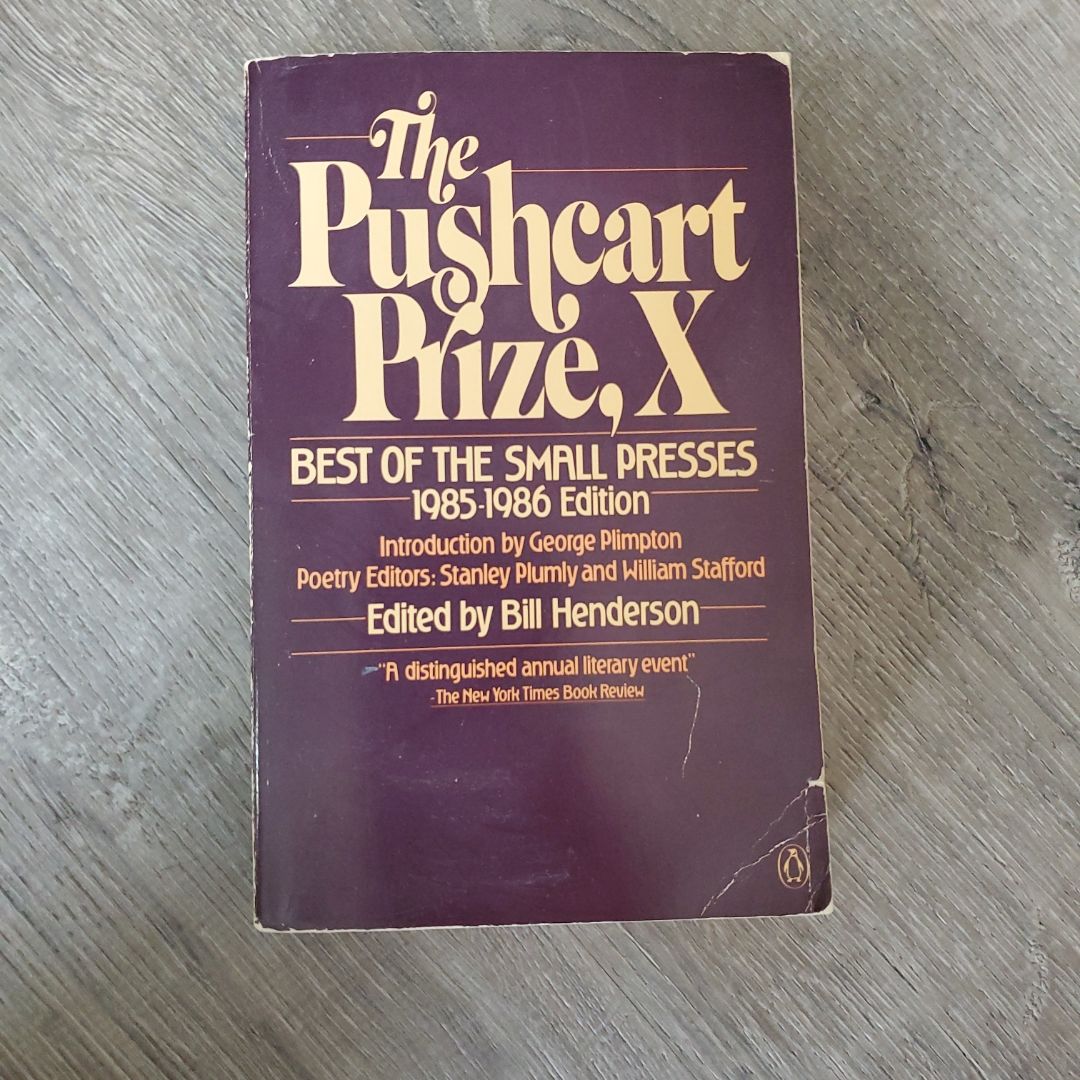 The
Pushcart
Prize, X
BEST OF THE SMALL PRESSES
1985-1986 Edition
Introduction by George Plimpton
Poetry Editors: Stanley Plumly and William Stafford
Edited by Bill Henderson
"A distinguished annual literary event"
-The New York Times Book Review